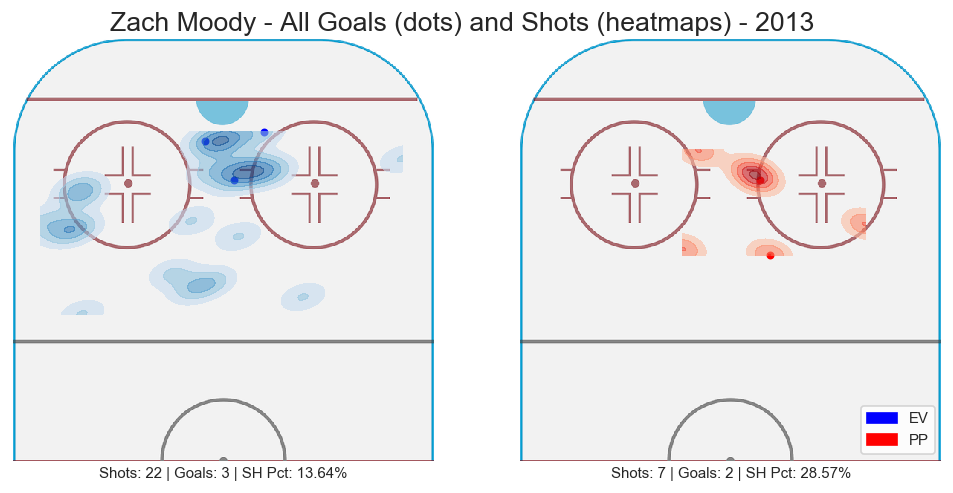 Zach Moody - All Goals (dots) and Shots (heatmaps) - 2013
EV
PP
Shots: 22 | Goals: 3 | SH Pct: 13.64%
Shots: 7 | Goals: 2 | SH Pct: 28.57%